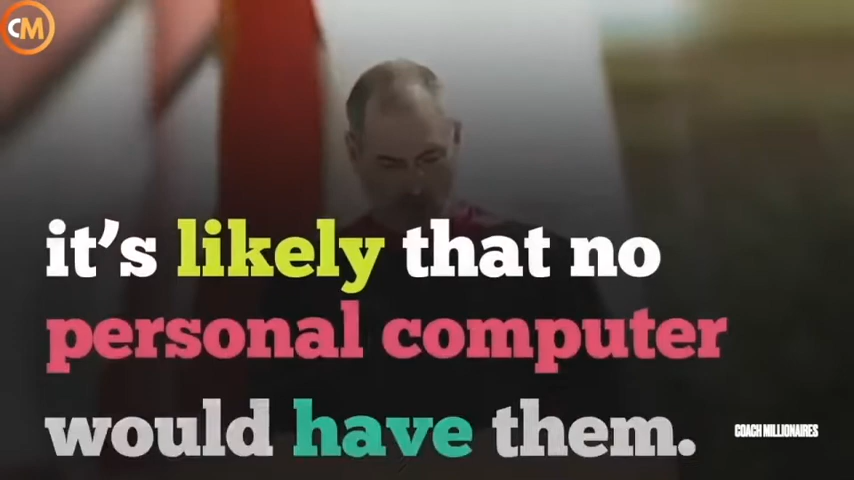 CM
it's likely that no
personal computer
would have them.
COACH MILLIONAIRES